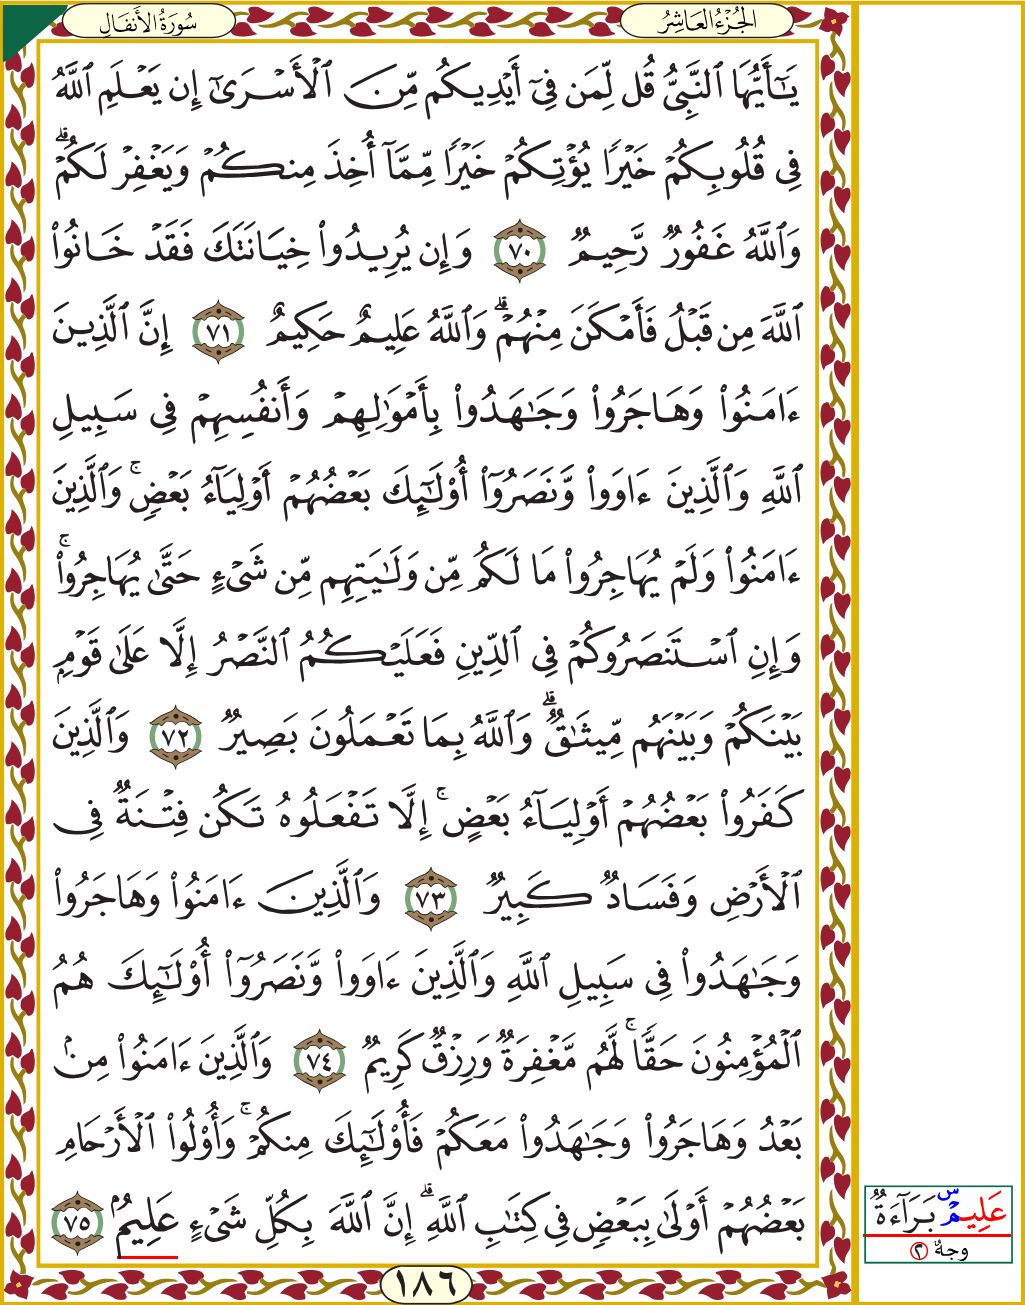 الجُزْءُ العَاشِرُ
سُورَةُ الأَنفَال
يَـٰٓأَيُّهَا ٱلنَّبِىُّ قُل لِّمَن فِىٓ أَيْدِيكُم مِّنَ ٱلْأَسْرَىٰٓ إِن يَعْلَمِ ٱللَّهُ
فِى قُلُوبِكُمْ خَيْرًا يُؤْتِكُمْ خَيْرًا مِّمَّآ أُخِذَ مِنكُمْ وَيَغْفِرْ لَكُمْۗ
وَٱللَّهُ غَفُورٌ رَّحِيمٌ ٧٠ وَإِن يُرِيدُوا۟ خِيَانَتَكَ فَقَدْ خَانُوا۟
ٱللَّهَ مِن قَبْلُ فَأَمْكَنَ مِنْهُمْۗ وَٱللَّهُ عَلِيمٌ حَكِيمٌ ٧١ إِنَّ ٱلَّذِينَ
ءَامَنُوا۟ وَهَاجَرُوا۟ وَجَـٰهَدُوا۟ بِأَمْوَٰلِهِمْ وَأَنفُسِهِمْ فِى سَبِيلِ
ٱللَّهِ وَٱلَّذِينَ ءَاوَوا۟ وَّنَصَرُوٓا۟ أُو۟لَـٰٓئِكَ بَعْضُهُمْ أَوْلِيَآءُ بَعْضٍۚ وَٱلَّذِينَ
ءَامَنُوا۟ وَلَمْ يُهَاجِرُوا۟ مَا لَكُم مِّن وَلَـٰيَتِهِم مِّن شَىْءٍ حَتَّىٰ يُهَاجِرُوا۟ۚ
وَإِنِ ٱسْتَنصَرُوكُمْ فِى ٱلدِّينِ فَعَلَيْكُمُ ٱلنَّصْرُ إِلَّا عَلَىٰ قَوْمٍۭ
بَيْنَكُمْ وَبَيْنَهُم مِّيثَـٰقٌۗ وَٱللَّهُ بِمَا تَعْمَلُونَ بَصِيرٌ ٧٢ وَٱلَّذِينَ
كَفَرُوا۟ بَعْضُهُمْ أَوْلِيَآءُ بَعْضٍۚ إِلَّا تَفْعَلُوهُ تَكُن فِتْنَةٌ فِى
ٱلْأَرْضِ وَفَسَادٌ كَبِيرٌ ٧٣ وَٱلَّذِينَ ءَامَنُوا۟ وَهَاجَرُوا۟
وَجَـٰهَدُوا۟ فِى سَبِيلِ ٱللَّهِ وَٱلَّذِينَ ءَاوَوا۟ وَّنَصَرُوٓا۟ أُو۟لَـٰٓئِكَ هُمُ
ٱلْمُؤْمِنُونَ حَقًّاۚ لَّهُم مَّغْفِرَةٌ وَرِزْقٌ كَرِيمٌ ٧٤ وَٱلَّذِينَ ءَامَنُوا۟ مِنۢ
بَعْدُ وَهَاجَرُوا۟ وَجَـٰهَدُوا۟ مَعَكُمْ فَأُو۟لَـٰٓئِكَ مِنكُمْۚ وَأُو۟لُوا۟ ٱلْأَرْحَامِ
بَعْضُهُمْ أَوْلَىٰ بِبَعْضٍ فِى كِتَـٰبِ ٱللَّهِۗ إِنَّ ٱللَّهَ بِكُلِّ شَىْءٍ عَلِيمٌۢ ٧٥
عَلِيمٌۜ بَرَآءَةٌ
وجهٌ ٢
١٨٦